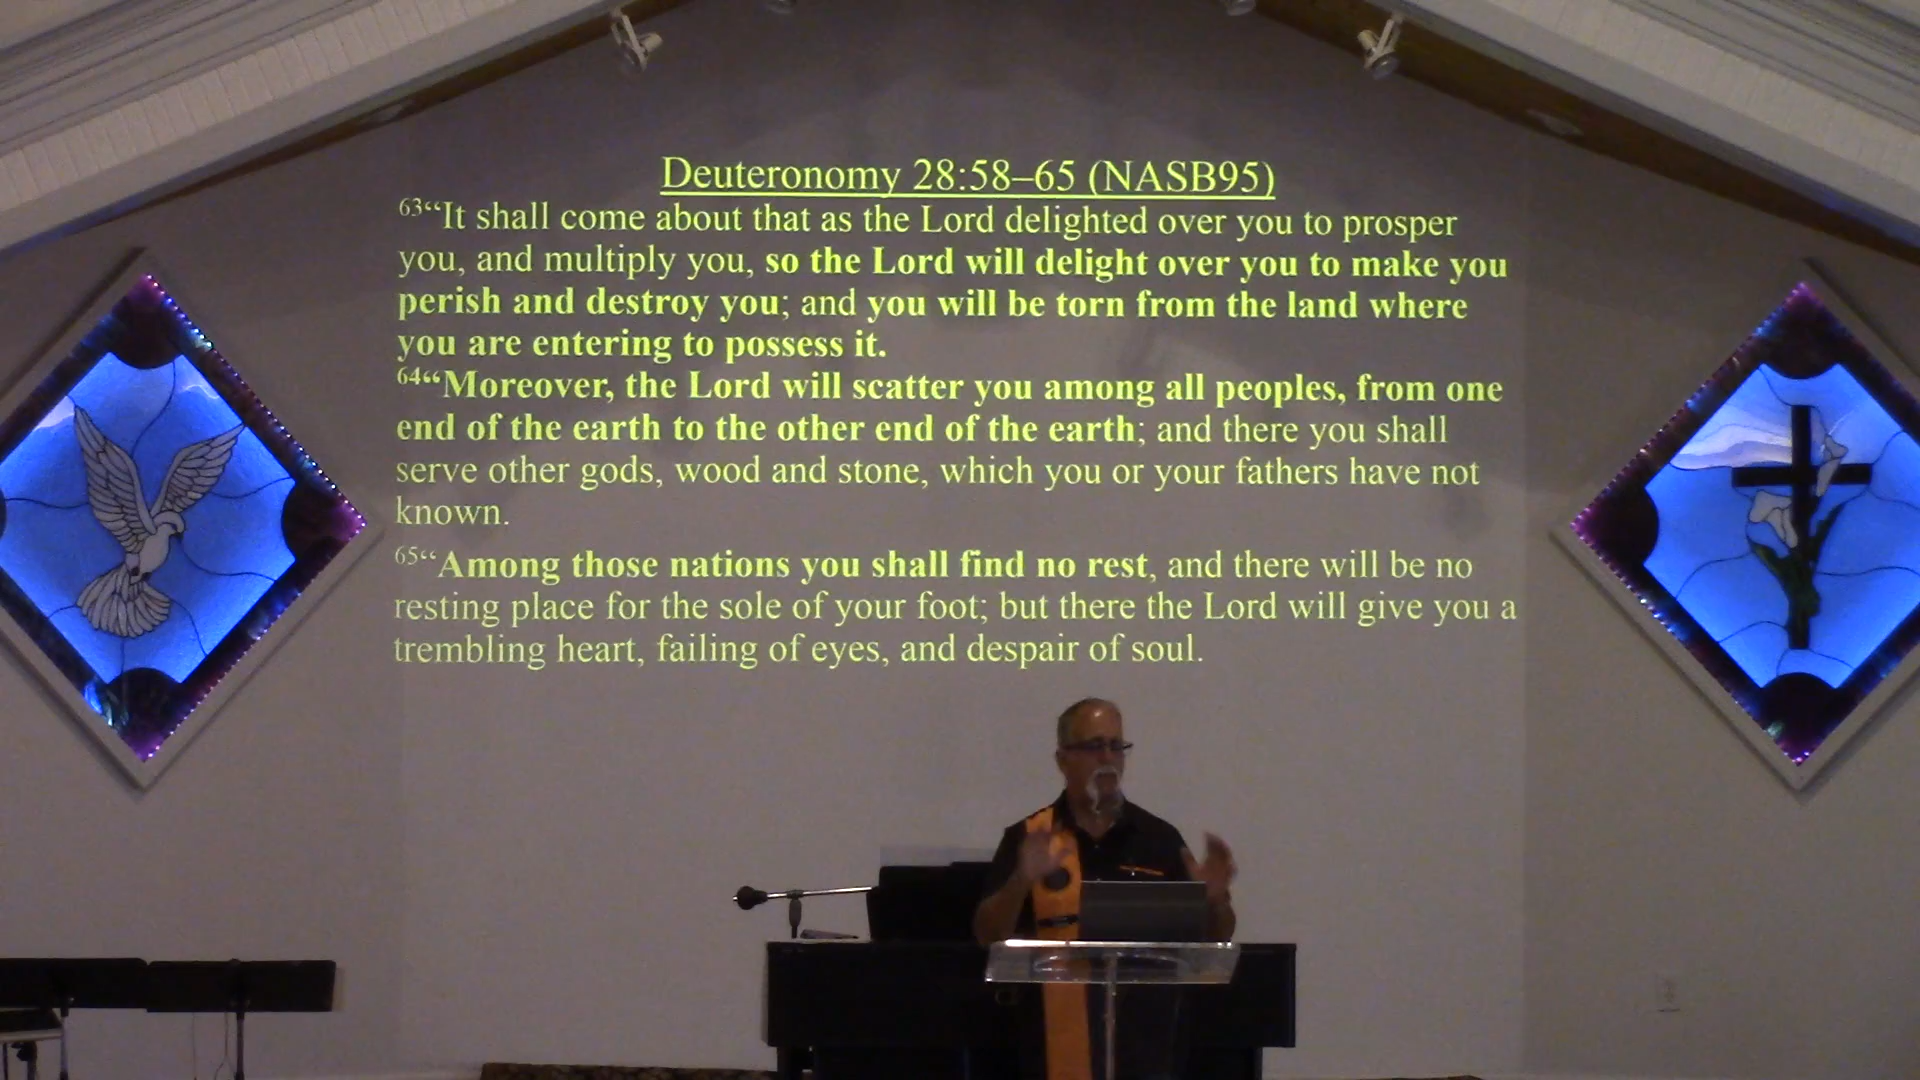 Deuteronomy 28:58–65 (NASB95)
63“It shall come about that as the Lord delighted over you to prosper
you, and multiply you, so the Lord will delight over you to make you
perish and destroy you; and you will be torn from the land where
you are entering to possess it.
64“Moreover, the Lord will scatter you among all peoples, from one
end of the earth to the other end of the earth; and there you shall
serve other gods, wood and stone, which you or your fathers have not
known.
65“Among those nations you shall find no rest, and there will be no
resting place for the sole of your foot; but there the Lord will give you a
trembling heart, failing of eyes, and despair of soul.